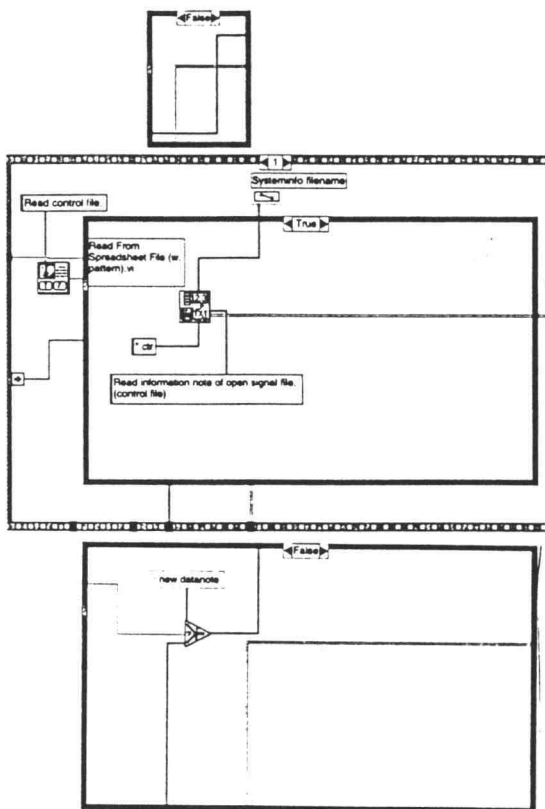 False
1
Systeminfo filename
Read control file.
True
Read From
Spreadsheet File (w.
pattern).vi
*.ctr
Read information note of open signal file.
(control file)
False
new datanote